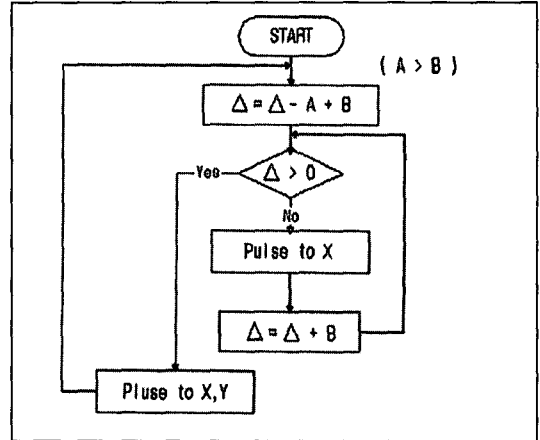 START
( A > B )
Δ = Δ - A + B
Yes
Δ > 0
No
Pulse to X
Δ = Δ + B
Pluse to X,Y